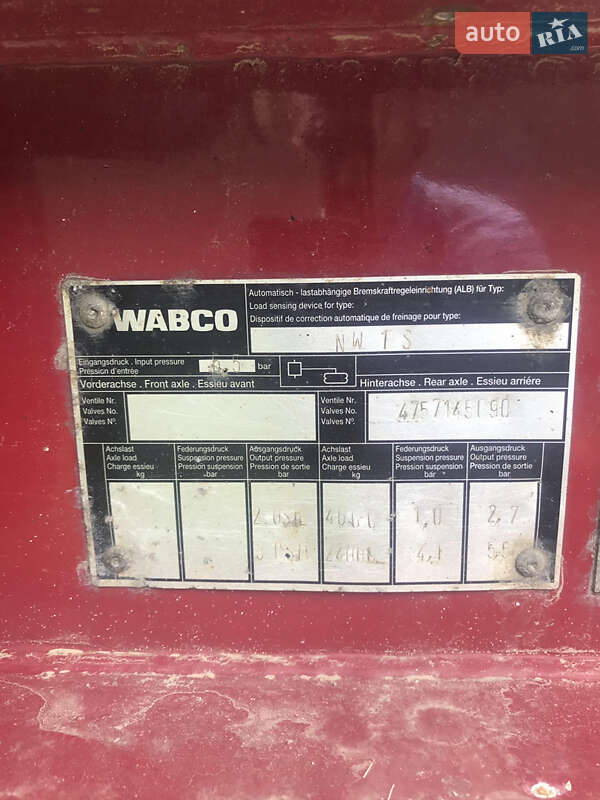 auto RIA.com
Automatisch - lastabhängige Bremskraftregeleinrichtung (ALB) für Typ:
Load sensing device for type:
Dispositif de correction automatique de freinage pour type:
WABCO
NWTS
Eingangsdruck . Input pressure
Pression d'entrée
bar
Vorderachse . Front axle . Essieu avant
Hinterachse . Rear axle . Essieu arriére
Ventile Nr.
Valves No.
Valves N°.
Ventile Nr.
Valves No.
Valves N°.
Achslast
Axle load
Charge essieu
kg
Federungsdruck
Suspension pressure
Pression suspension
bar
Ausgangsdruck
Output pressure
Pression de sortie
bar
Achslast
Axle load
Charge essieu
kg
Federungsdruck
Suspension pressure
Pression suspension
bar
Ausgangsdruck
Output pressure
Pression de sortie
bar
1,0 2,7